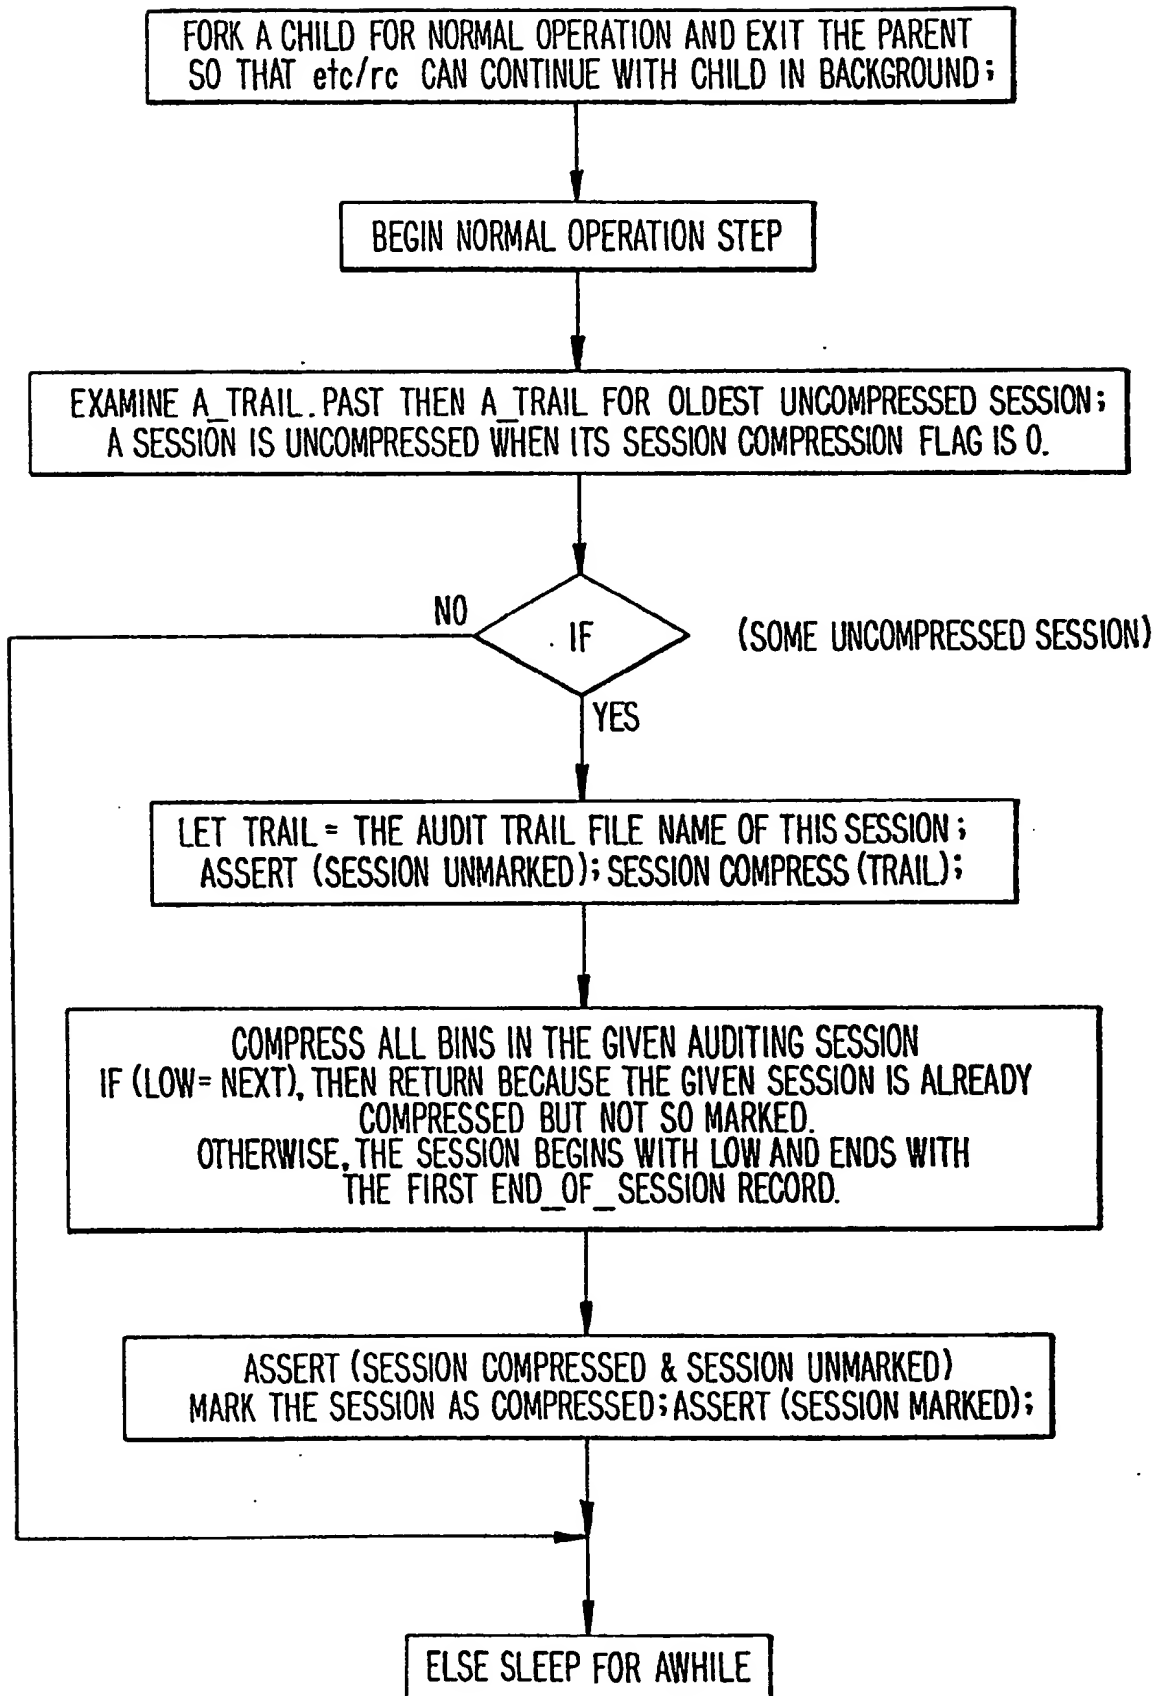 FORK A CHILD FOR NORMAL OPERATION AND EXIT THE PARENT
SO THAT etc/rc CAN CONTINUE WITH CHILD IN BACKGROUND;
BEGIN NORMAL OPERATION STEP
EXAMINE A_TRAIL.PAST THEN A_TRAIL FOR OLDEST UNCOMPRESSED SESSION;
A SESSION IS UNCOMPRESSED WHEN ITS SESSION COMPRESSION FLAG IS 0.
NO
IF
(SOME UNCOMPRESSED SESSION)
YES
LET TRAIL = THE AUDIT TRAIL FILE NAME OF THIS SESSION;
ASSERT (SESSION UNMARKED); SESSION COMPRESS (TRAIL);
COMPRESS ALL BINS IN THE GIVEN AUDITING SESSION
IF (LOW= NEXT), THEN RETURN BECAUSE THE GIVEN SESSION IS ALREADY
COMPRESSED BUT NOT SO MARKED.
OTHERWISE, THE SESSION BEGINS WITH LOW AND ENDS WITH
THE FIRST END_OF_SESSION RECORD.
ASSERT (SESSION COMPRESSED & SESSION UNMARKED)
MARK THE SESSION AS COMPRESSED; ASSERT (SESSION MARKED);
ELSE SLEEP FOR AWHILE